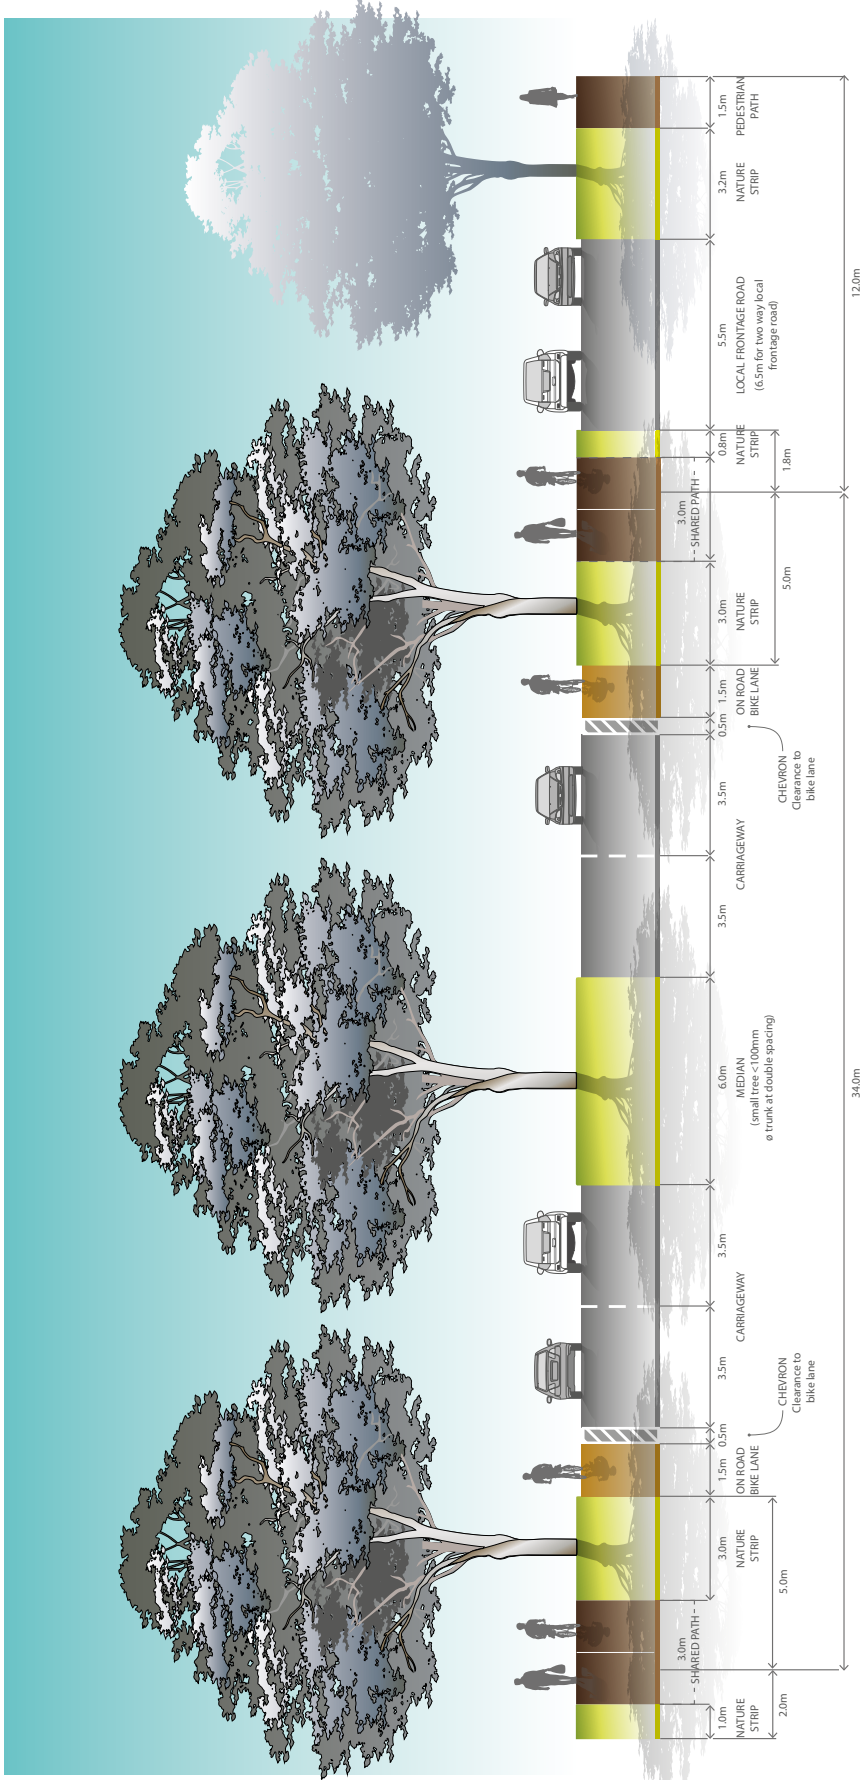 1.0m
NATURE
STRIP
3.0m
SHARED PATH
2.0m
3.0m
NATURE
STRIP
5.0m
1.5m
ON ROAD
BIKE LANE
0.5m
CHEVRON
Clearance to
bike lane
3.5m
CARRIAGEWAY
3.5m
6.0m
MEDIAN
(small tree <100mm
ø trunk at double spacing)
34.0m
3.5m
CARRIAGEWAY
3.5m
0.5m
CHEVRON
Clearance to
bike lane
1.5m
ON ROAD
BIKE LANE
3.0m
NATURE
STRIP
5.0m
3.0m
SHARED PATH
0.8m
NATURE
STRIP
1.8m
5.5m
LOCAL FRONTAGE ROAD
(6.5m for two way local
frontage road)
12.0m
3.2m
NATURE
STRIP
1.5m
PEDESTRIAN
PATH